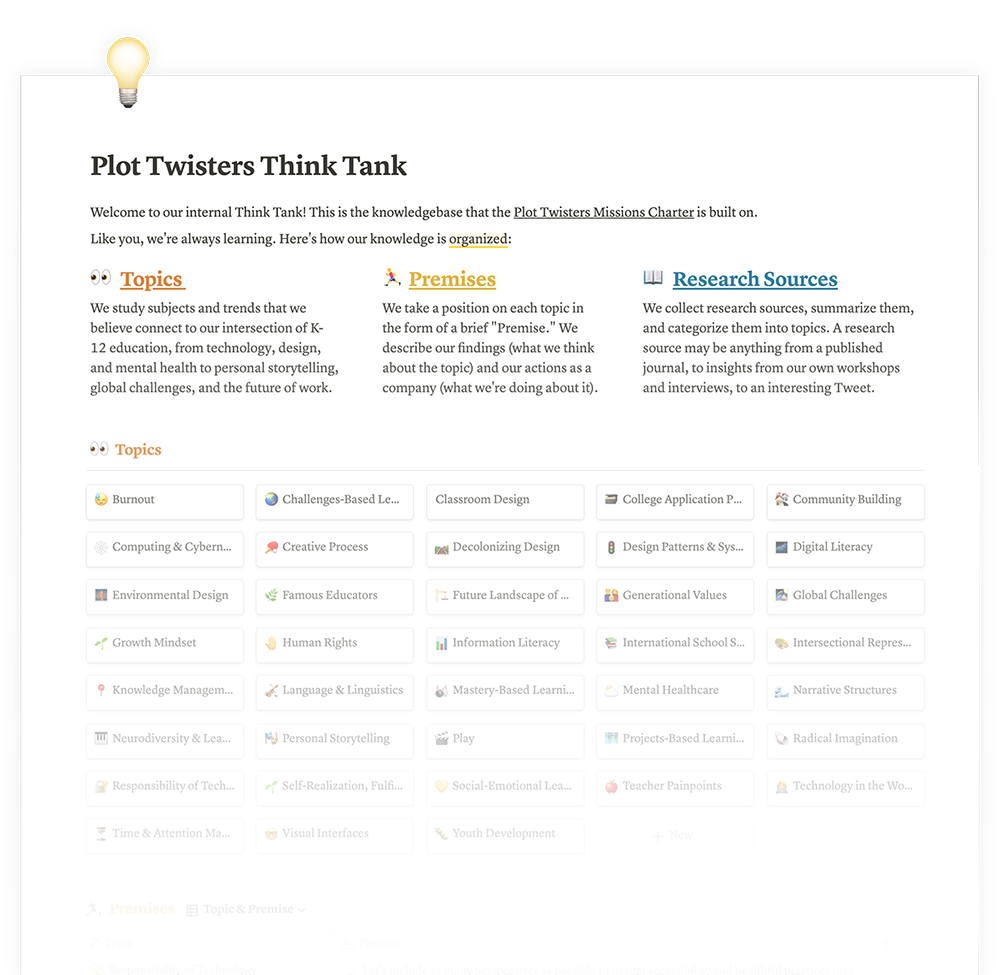 Plot Twisters Think Tank
Welcome to our internal Think Tank! This is the knowledgebase that the Plot Twisters Missions Charter is built on.
Like you, we're always learning. Here's how our knowledge is organized:
Topics
We study subjects and trends that we
believe connect to our intersection of K-
12 education, from technology, design,
and mental health to personal storytelling,
global challenges, and the future of work.
Premises
We take a position on each topic in
the form of a brief "Premise." We
describe our findings (what we think
about the topic) and our actions as a
company (what we're doing about it).
Research Sources
We collect research sources, summarize them,
and categorize them into topics. A research
source may be anything from a published
journal, to insights from our own workshops
and interviews, to an interesting Tweet.
Topics
Burnout
Challenges-Based Le...
Classroom Design
College Application P...
Community Building
Computing & Cybern...
Creative Process
Decolonizing Design
Design Patterns & Sys...
Digital Literacy
Environmental Design
Famous Educators
Future Landscape of ...
Generational Values
Global Challenges
Growth Mindset
Human Rights
Information Literacy
International School S...
Intersectional Repres...
Knowledge Managem...
Language & Linguistics
Mastery-Based Learni...
Mental Healthcare
Narrative Structures
Neurodiversity & Lea...
Personal Storytelling
Play
Projects-Based Learni...
Radical Imagination
Responsibility of Tech...
Self-Realization, Fulfi...
Social-Emotional Lea...
Teacher Painpoints
Technology in the Wo...
Time & Attention Ma...
Visual Interfaces
Youth Development
+ New
Premises
Topic & Premise
Topic
Premise
Responsibility of Technology